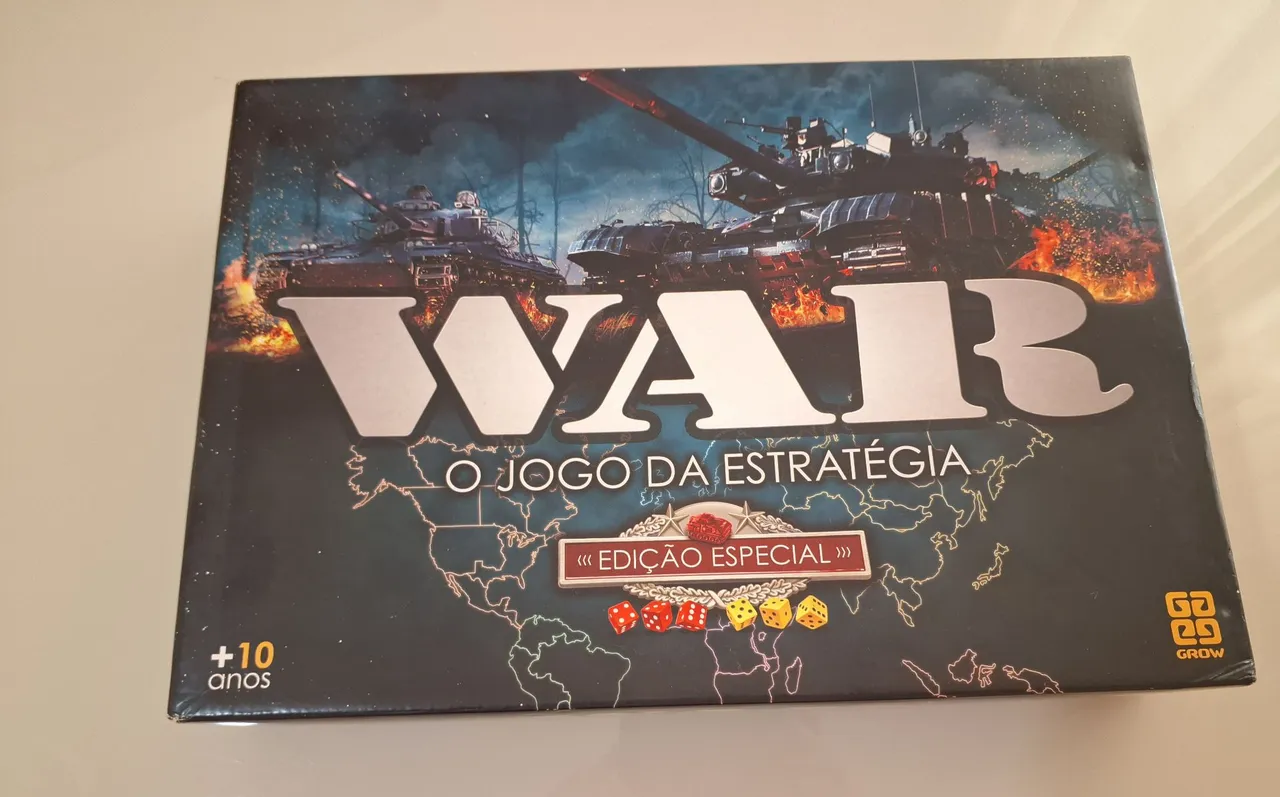 WAR
O JOGO DA ESTRATÉGIA
‹‹‹ EDIÇÃO ESPECIAL ›››
+10
anos
GROW